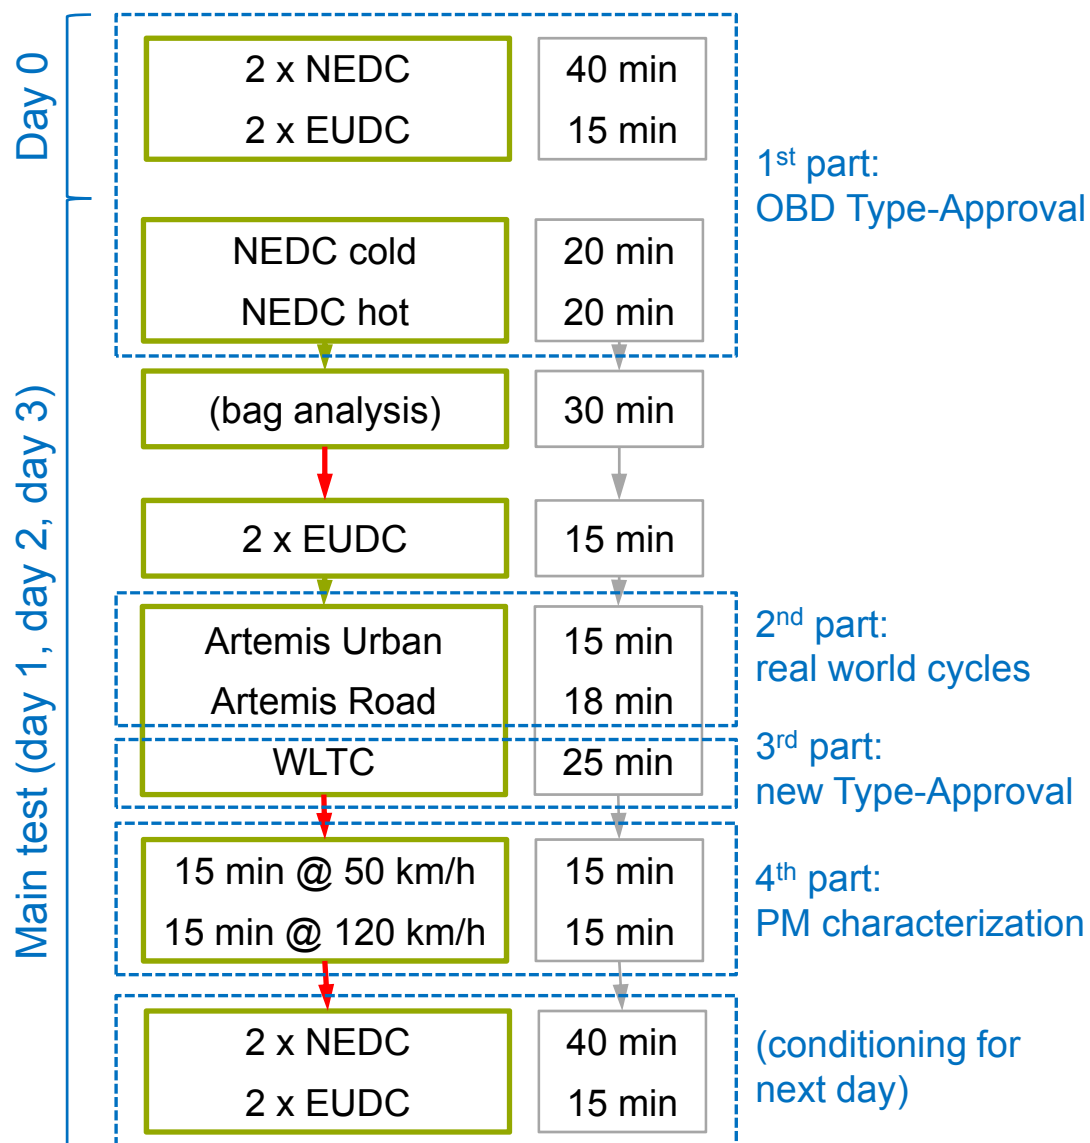 Day 0
2 x NEDC 40 min
2 x EUDC 15 min
1st part:
OBD Type-Approval
Main test (day 1, day 2, day 3)
NEDC cold 20 min
NEDC hot 20 min
(bag analysis) 30 min
2 x EUDC 15 min
Artemis Urban 15 min
Artemis Road 18 min
2nd part:
real world cycles
WLTC 25 min
3rd part:
new Type-Approval
15 min @ 50 km/h 15 min
15 min @ 120 km/h 15 min
4th part:
PM characterization
2 x NEDC 40 min
2 x EUDC 15 min
(conditioning for
next day)